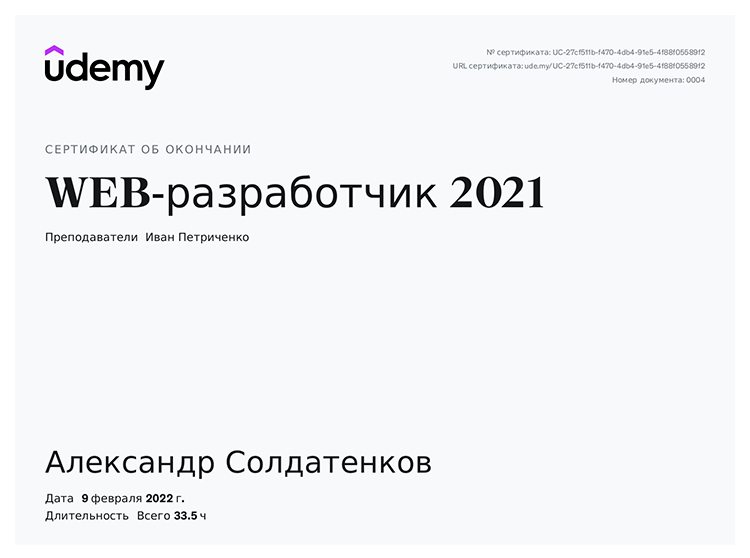 udemy
№ сертификата: UC-27cf511b-f470-4db4-91e5-4f88f05589f2
URL сертификата: ude.my/UC-27cf511b-f470-4db4-91e5-4f88f05589f2
Номер документа: 0004
СЕРТИФИКАТ ОБ ОКОНЧАНИИ
WEB-разработчик 2021
Преподаватели Иван Петриченко
Александр Солдатенков
Дата 9 февраля 2022 г.
Длительность Всего 33.5 ч